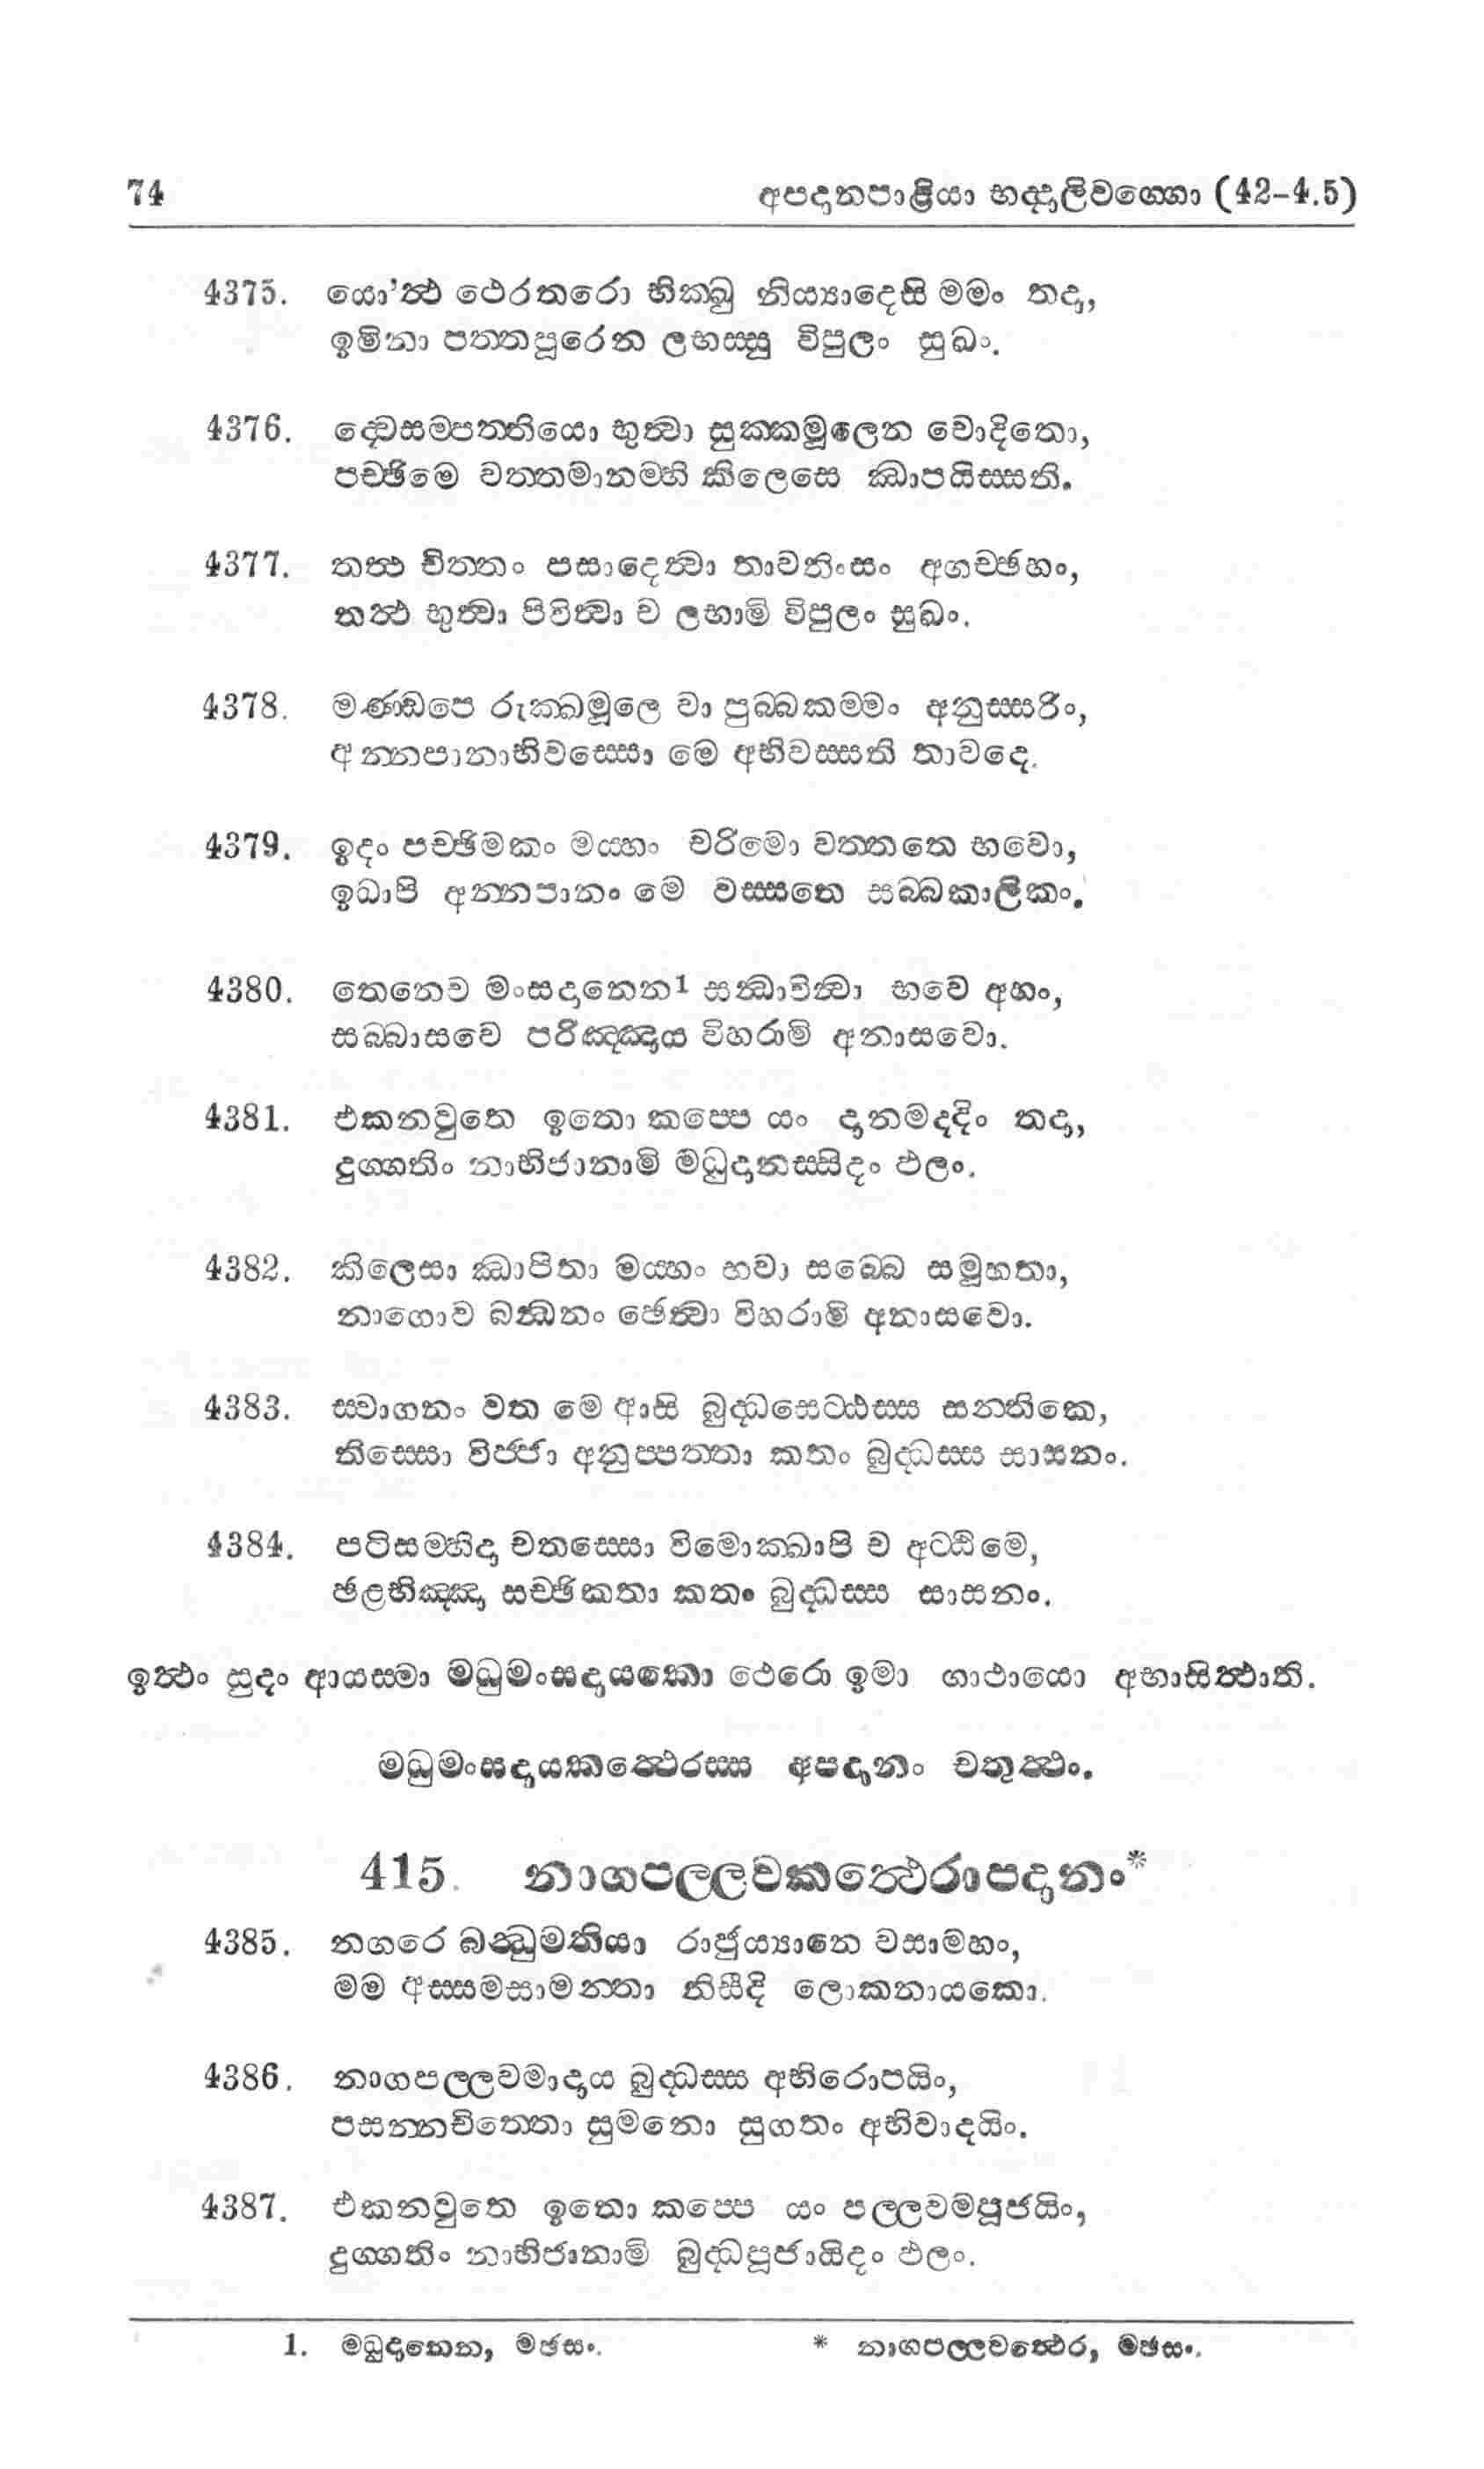 74 අපදානපාළියා භද්දාලිවග්ගො (42-4.5)
4375. යො'ත්ථ ථෙරතරො භික්ඛු නිය්‍යාදෙසි මමං තදා,
ඉමිනා පත්තපූරෙන ලභස්සු විපුලං සුඛං.
4376. දෙවසම්පත්තියො භුත්වා සුක්කමූලෙන චොදිතො,
පච්ඡිමෙ වත්තමානම්හි කිලෙසෙ ඣාපයිස්සති.
4377. තත්ථ චිත්තං පසාදෙත්වා තාවතිංසං අගච්ඡහං,
තත්ථ භුත්වා පිවිත්වා ච ලභාමි විපුලං සුඛං.
4378. මණ්ඩපෙ රුක්ඛමූලෙ වා පුබ්බකම්මං අනුස්සරිං,
අන්නපානාභිවස්සො මෙ අභිවස්සති තාවදෙ.
4379. ඉදං පච්ඡිමකං මය්හං චරිමො වත්තතෙ භවො,
ඉධාපි අන්නපානං මෙ වස්සතෙ සබ්බකාලිකං.
4380. තෙනෙව මංසදානෙන1 සන්ධාවිත්වා භවෙ අහං,
සබ්බාසවෙ පරිඤ්ඤාය විහරාමි අනාසවො.
4381. එකනවුතෙ ඉතො කප්පෙ යං දානමදදිං තදා,
දුග්ගතිං නාභිජානාමි මධුදානස්සිදං ඵලං.
4382. කිලෙසා ඣාපිතා මය්හං භවා සබ්බෙ සමූහතා,
නාගොව බන්ධනං ඡෙත්වා විහරාමි අනාසවො.
4383. ස්වාගතං වත මෙ ආසි බුද්ධසෙට්ඨස්ස සන්තිකෙ,
තිස්සො විජ්ජා අනුප්පත්තා කතං බුද්ධස්ස සාසනං.
4384. පටිසම්භිදා චතස්සො විමොක්ඛාපි ච අට්ඨිමෙ,
ඡළභිඤ්ඤා සච්ඡිකතා කතං බුද්ධස්ස සාසනං.
ඉත්ථං සුදං ආයස්මා මධුමංසදායකො ථෙරො ඉමා ගාථායො අභාසිත්ථාති.
මධුමංසදායකත්ථෙරස්ස අපදානං චතුත්ථං.
415. නාගපල්ලවකත්ථෙරාපදානං*
4385. නගරෙ බන්ධුමතියා රාජුය්‍යානෙ වසාමහං,
මම අස්සමසාමන්තා නිසීදි ලොකනායකො.
4386. නාගපල්ලවමාදාය බුද්ධස්ස අභිරොපයිං,
පසන්නචිත්තො සුමනො සුගතං අභිවාදයිං.
4387. එකනවුතෙ ඉතො කප්පෙ යං පල්ලවමපූජයිං,
දුග්ගතිං නාභිජානාමි බුද්ධපූජායිදං ඵලං.
1. මධුදානෙන, මඡසං. * නාගපල්ලවත්ථෙර, මඡසං.